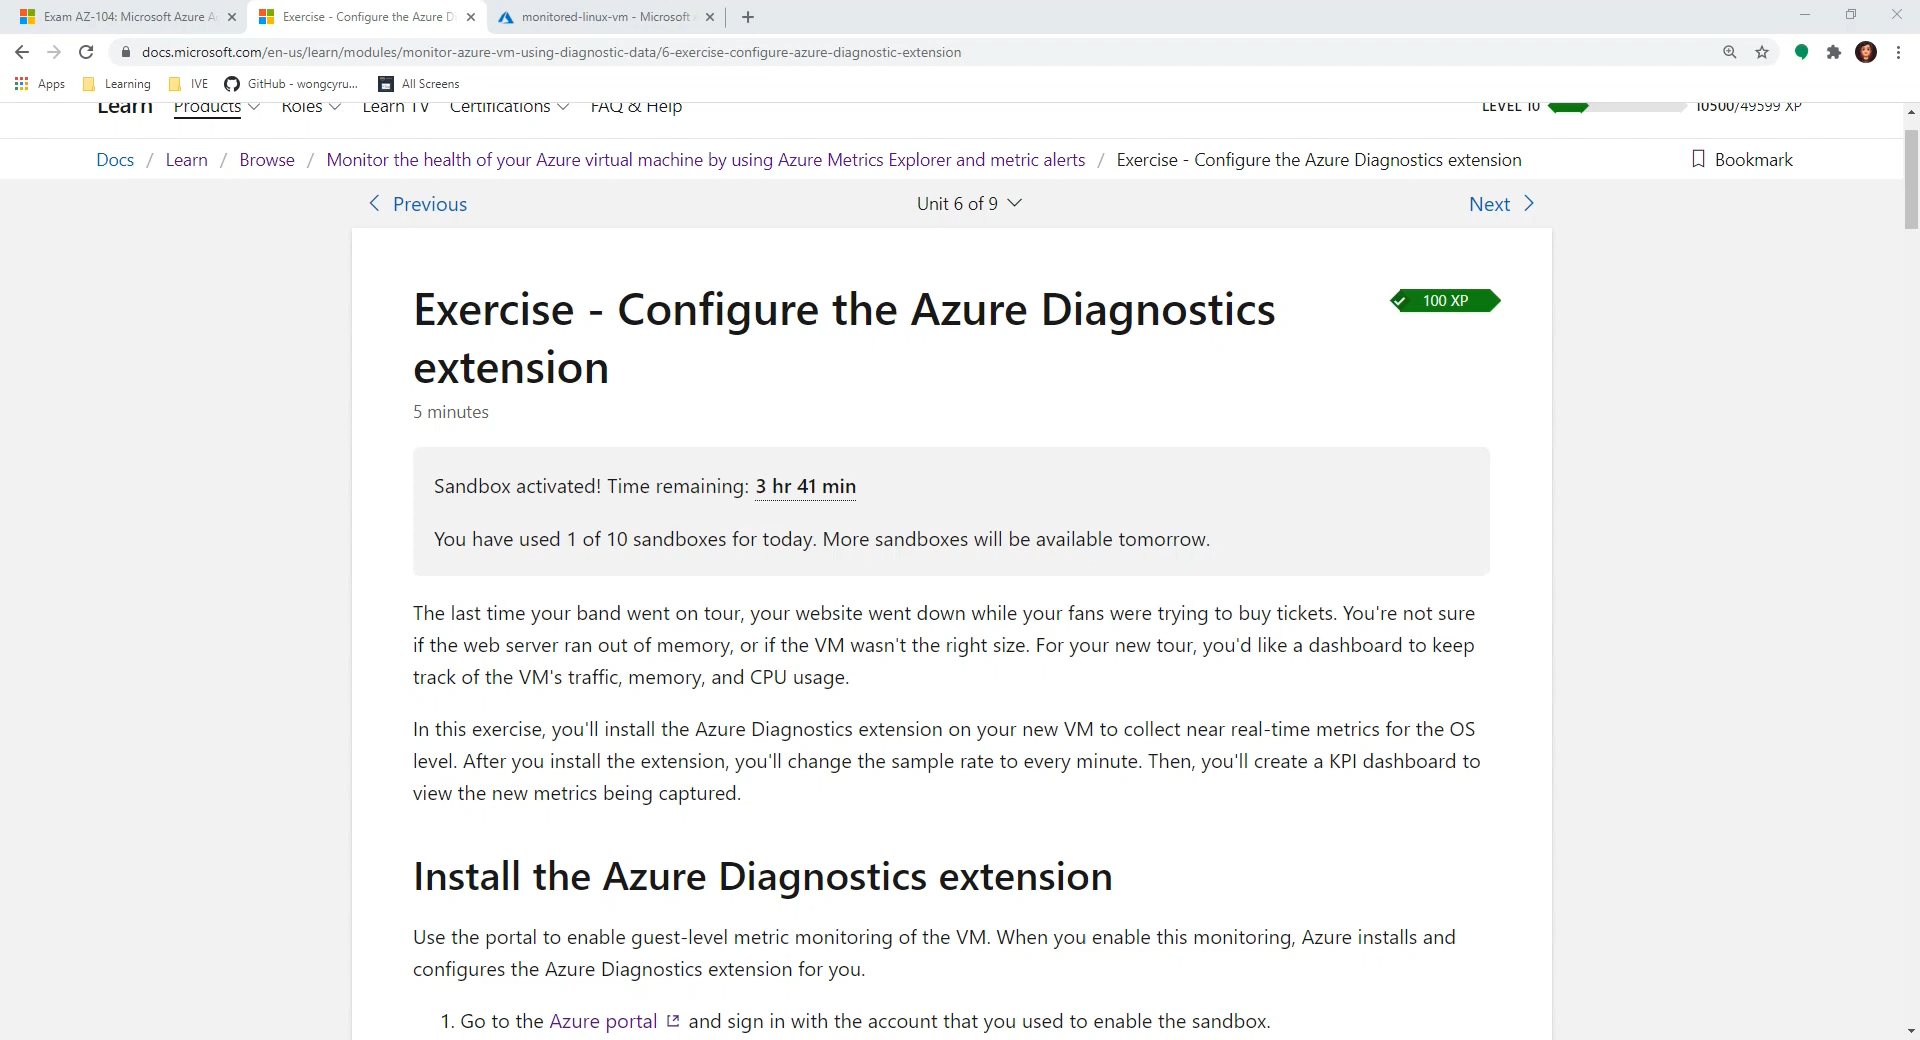 Exam AZ-104: Microsoft Azure A
Exercise - Configure the Azure D
monitored-linux-vm - Microsoft
docs.microsoft.com/en-us/learn/modules/monitor-azure-vm-using-diagnostic-data/6-exercise-configure-azure-diagnostic-extension
Apps Learning IVE GitHub - wongcyru... All Screens
Learn Products Roles Learn TV Certifications FAQ & Help LEVEL 10 10500/49599 XP
Docs / Learn / Browse / Monitor the health of your Azure virtual machine by using Azure Metrics Explorer and metric alerts / Exercise - Configure the Azure Diagnostics extension Bookmark
Previous Unit 6 of 9 Next
Exercise - Configure the Azure Diagnostics
extension
100 XP
5 minutes
Sandbox activated! Time remaining: 3 hr 41 min
You have used 1 of 10 sandboxes for today. More sandboxes will be available tomorrow.
The last time your band went on tour, your website went down while your fans were trying to buy tickets. You're not sure
if the web server ran out of memory, or if the VM wasn't the right size. For your new tour, you'd like a dashboard to keep
track of the VM's traffic, memory, and CPU usage.
In this exercise, you'll install the Azure Diagnostics extension on your new VM to collect near real-time metrics for the OS
level. After you install the extension, you'll change the sample rate to every minute. Then, you'll create a KPI dashboard to
view the new metrics being captured.
Install the Azure Diagnostics extension
Use the portal to enable guest-level metric monitoring of the VM. When you enable this monitoring, Azure installs and
configures the Azure Diagnostics extension for you.
1. Go to the Azure portal and sign in with the account that you used to enable the sandbox.